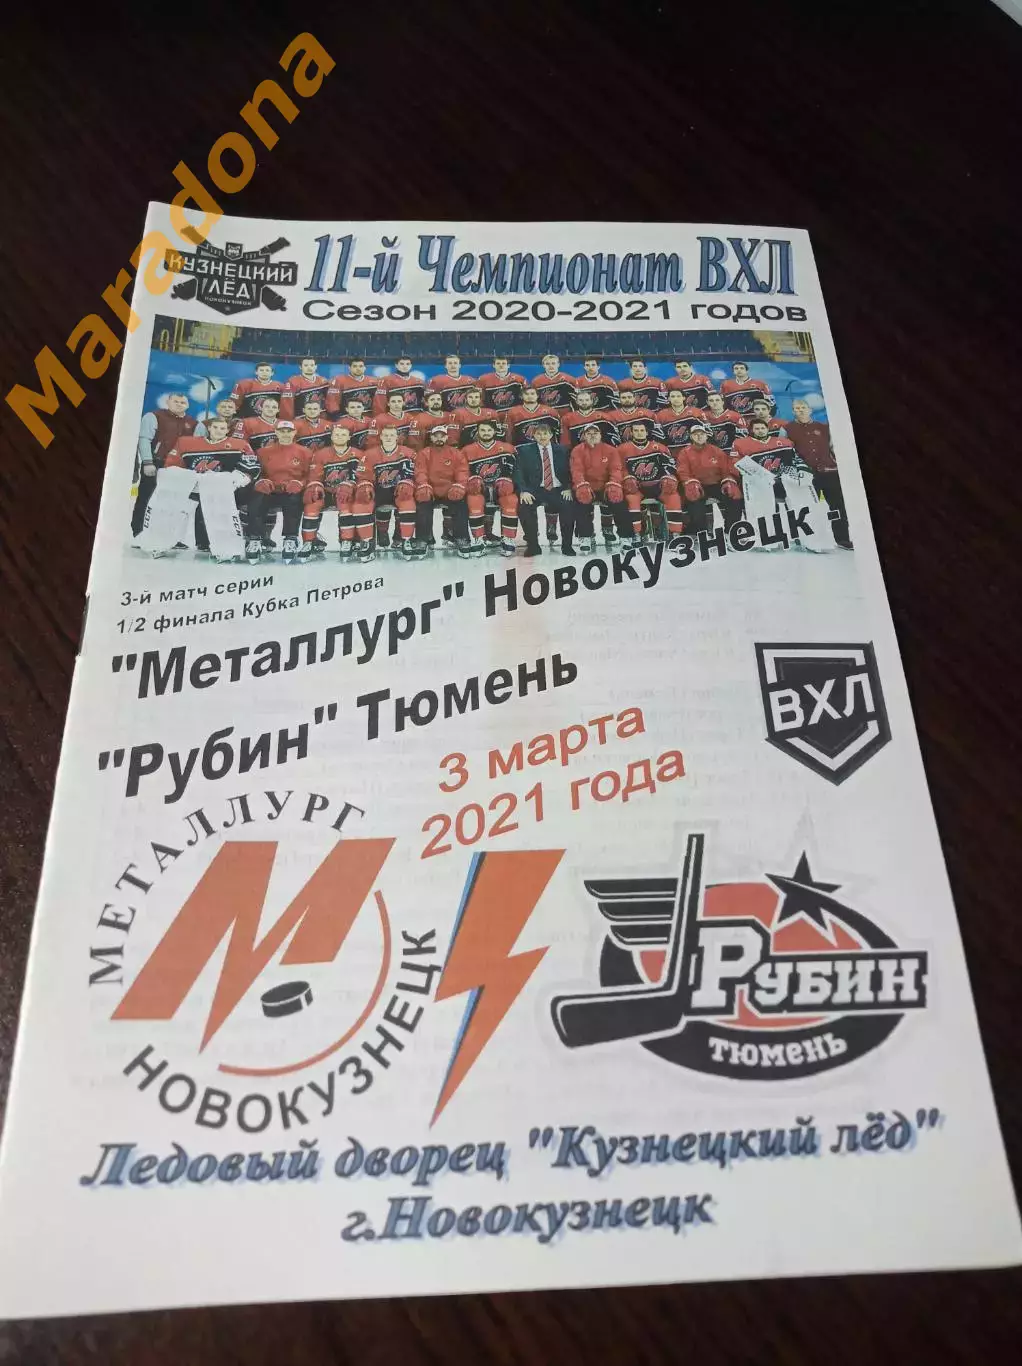 Maradona
КУЗНЕЦКИЙ
ЛЁД
НОВОКУЗНЕЦК
11-й Чемпионат ВХЛ
Сезон 2020-2021 годов
3-й матч серии
1/2 финала Кубка Петрова
"Металлург" Новокузнецк -
"Рубин" Тюмень
3 марта
2021 года
ВХЛ
МЕТАЛЛУРГ
НОВОКУЗНЕЦК
РУБИН
ТЮМЕНЬ
Ледовый дворец "Кузнецкий лёд"
г.Новокузнецк